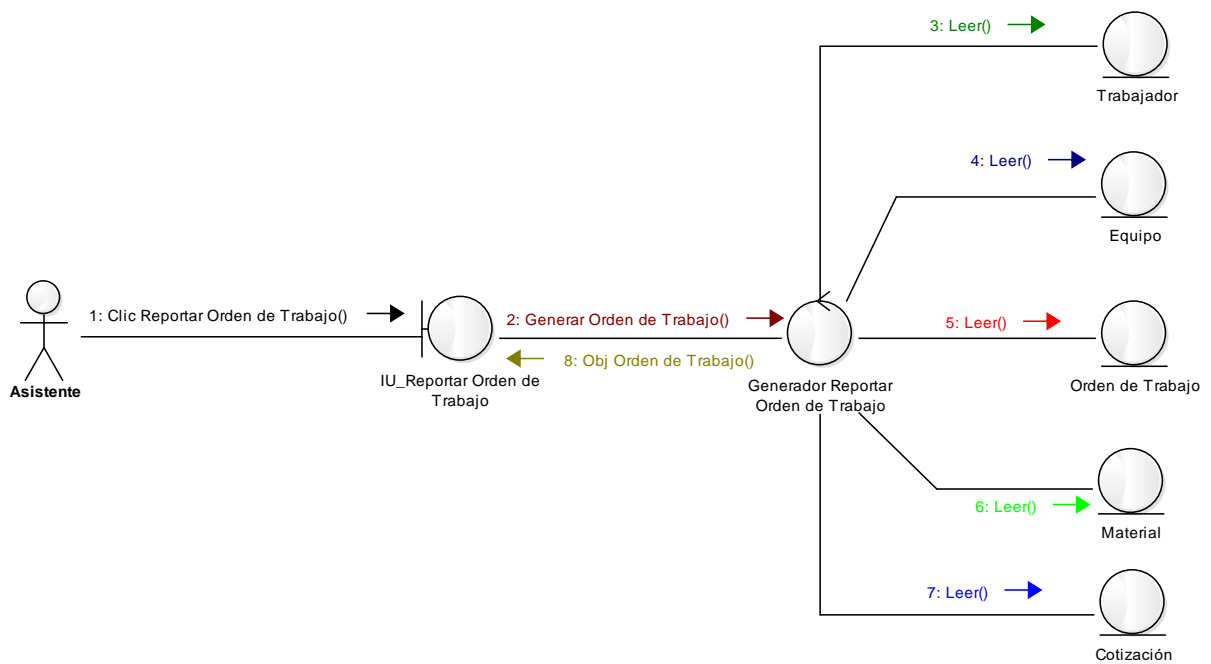 3: Leer()
Trabajador
4: Leer()
Equipo
1: Clic Reportar Orden de Trabajo()
2: Generar Orden de Trabajo()
5: Leer()
8: Obj Orden de Trabajo()
Asistente
IU_Reportar Orden de
Trabajo
Generador Reportar
Orden de Trabajo
Orden de Trabajo
6: Leer()
Material
7: Leer()
Cotización